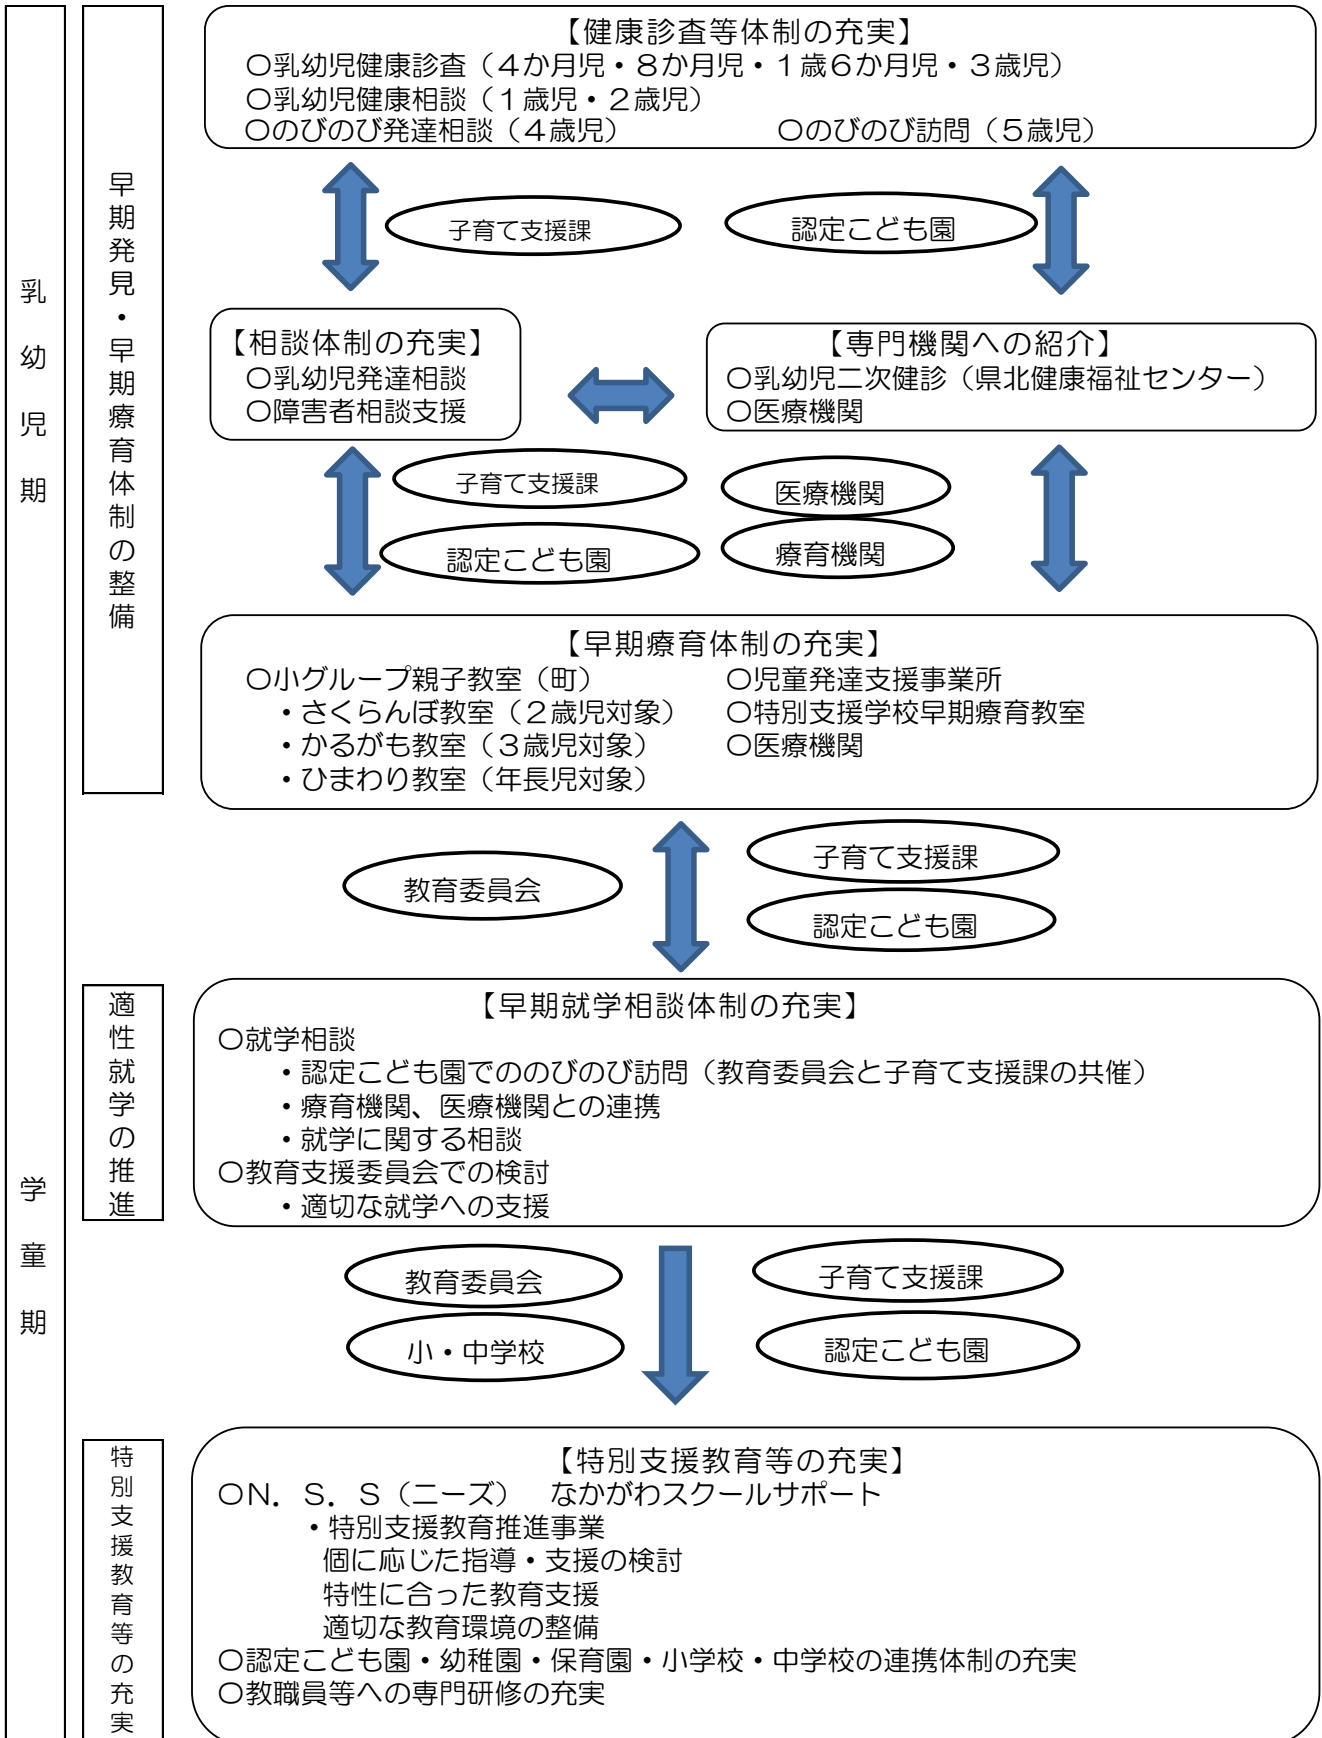 乳幼児期
学童期
早期発見・早期療育体制の整備
【健康診査等体制の充実】
〇乳幼児健康診査（４か月児・８か月児・１歳６か月児・３歳児）
〇乳幼児健康相談（１歳児・２歳児）
〇のびのび発達相談（４歳児）　〇のびのび訪問（５歳児）
子育て支援課
認定こども園
【相談体制の充実】
〇乳幼児発達相談
〇障害者相談支援
【専門機関への紹介】
〇乳幼児二次健診（県北健康福祉センター）
〇医療機関
子育て支援課
認定こども園
医療機関
療育機関
【早期療育体制の充実】
〇小グループ親子教室（町）
・さくらんぼ教室（２歳児対象）
・かるがも教室（３歳児対象）
・ひまわり教室（年長児対象）
〇児童発達支援事業所
〇特別支援学校早期療育教室
〇医療機関
教育委員会
子育て支援課
認定こども園
適性就学の推進
【早期就学相談体制の充実】
〇就学相談
・認定こども園でののびのび訪問（教育委員会と子育て支援課の共催）
・療育機関、医療機関との連携
・就学に関する相談
〇教育支援委員会での検討
・適切な就学への支援
教育委員会
小・中学校
子育て支援課
認定こども園
特別支援教育等の充実
【特別支援教育等の充実】
〇Ｎ．Ｓ．Ｓ（ニーズ）　なかがわスクールサポート
・特別支援教育推進事業
個に応じた指導・支援の検討
特性に合った教育支援
適切な教育環境の整備
〇認定こども園・幼稚園・保育園・小学校・中学校の連携体制の充実
〇教職員等への専門研修の充実